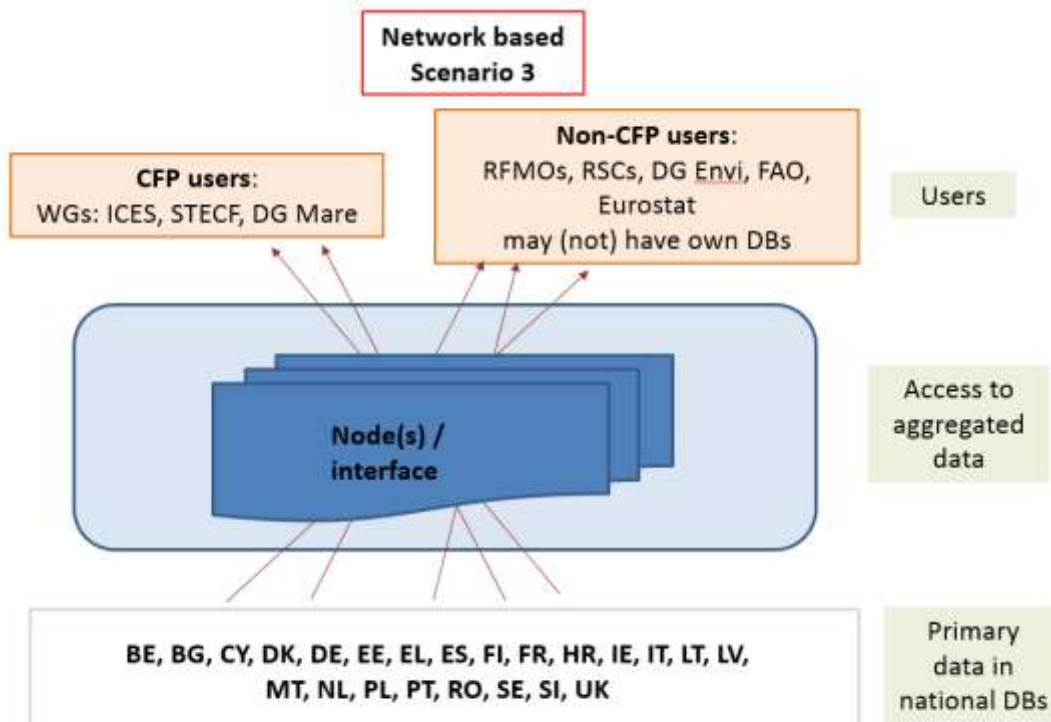 Network based
Scenario 3
Non-CFP users:
RFMOs, RSCs, DG Envi, FAO,
Eurostat
may (not) have own DBs
CFP users:
WGs: ICES, STECF, DG Mare
Users
Node(s) /
interface
Access to
aggregated
data
BE, BG, CY, DK, DE, EE, EL, ES, FI, FR, HR, IE, IT, LT, LV,
MT, NL, PL, PT, RO, SE, SI, UK
Primary
data in
national DBs